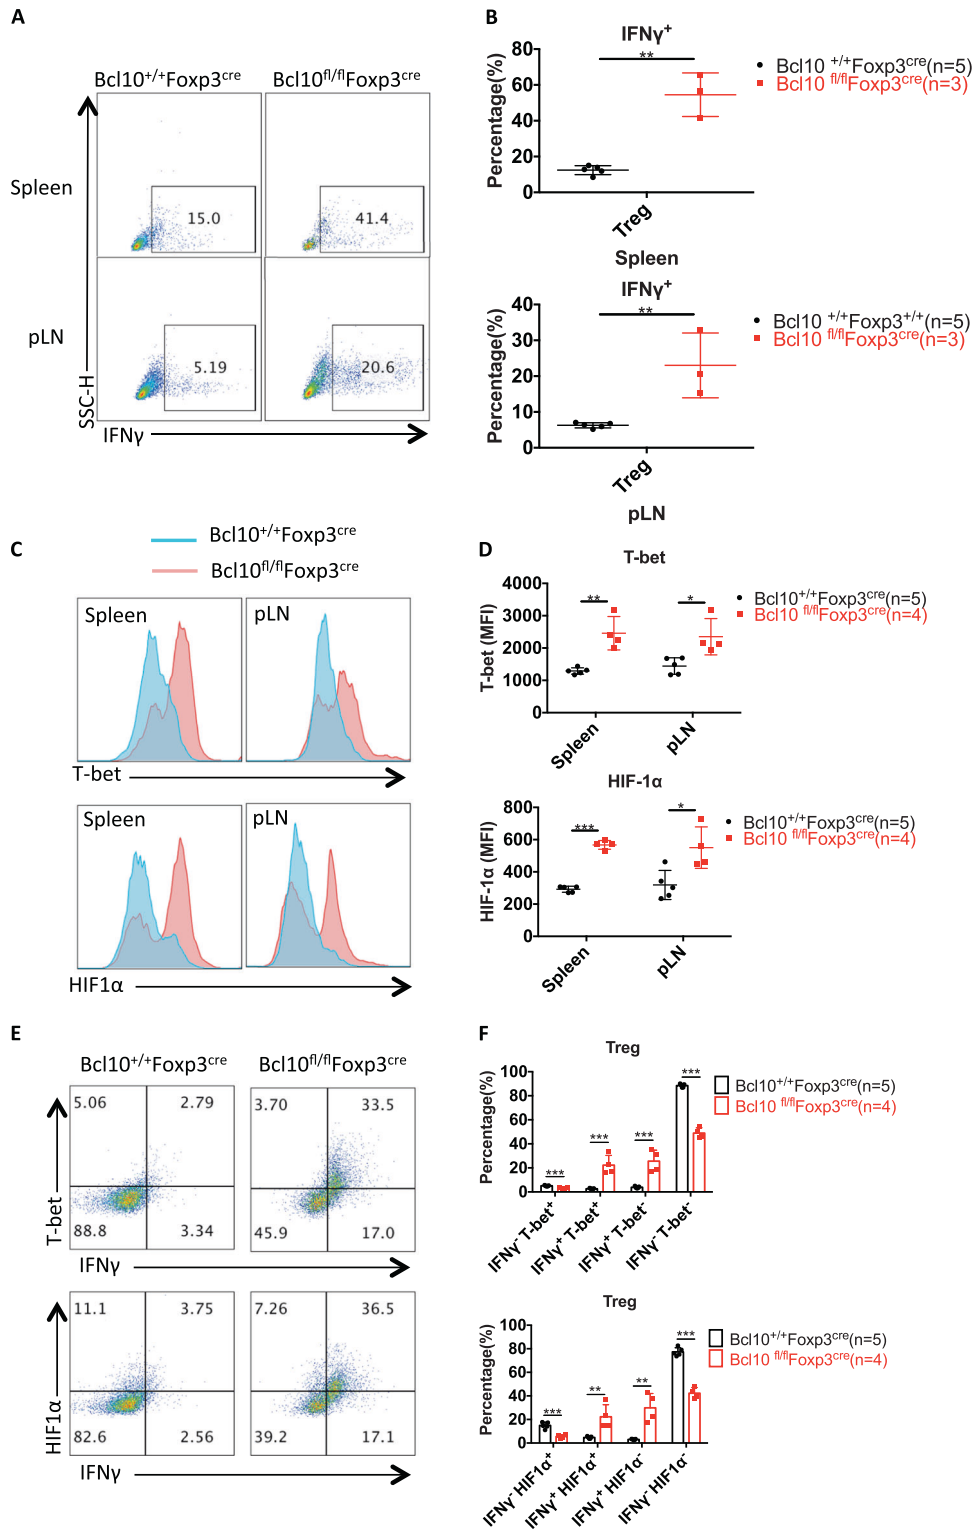 A
Bcl10+/+Foxp3cre
Bcl10fl/flFoxp3cre
Spleen
15.0
41.4
pLN
5.19
20.6
SSC-H
IFNγ
B
IFNγ+
Percentage(%)
80
60
40
20
0
**
Bcl10 +/+Foxp3cre(n=5)
Bcl10 fl/flFoxp3cre(n=3)
Treg
Spleen
IFNγ+
Percentage(%)
40
30
20
10
0
**
Bcl10 +/+Foxp3+/+(n=5)
Bcl10 fl/flFoxp3cre(n=3)
Treg
pLN
C
Bcl10+/+Foxp3cre
Bcl10fl/flFoxp3cre
Spleen
pLN
T-bet
Spleen
pLN
HIF1α
D
T-bet
T-bet (MFI)
4000
3000
2000
1000
0
**
*
Bcl10+/+Foxp3cre(n=5)
Bcl10 fl/flFoxp3cre(n=4)
Spleen
pLN
HIF-1α
HIF-1α (MFI)
800
600
400
200
0
***
*
Bcl10+/+Foxp3cre(n=5)
Bcl10 fl/flFoxp3cre(n=4)
Spleen
pLN
E
Bcl10+/+Foxp3cre
Bcl10fl/flFoxp3cre
5.06
2.79
3.70
33.5
88.8
3.34
45.9
17.0
T-bet
IFNγ
11.1
3.75
7.26
36.5
82.6
2.56
39.2
17.1
HIF1α
IFNγ
F
Treg
Percentage(%)
100
80
60
40
20
0
***
***
***
***
Bcl10+/+Foxp3cre(n=5)
Bcl10 fl/flFoxp3cre(n=4)
IFNγ- T-bet+
IFNγ+ T-bet+
IFNγ+ T-bet-
IFNγ- T-bet-
Treg
Percentage(%)
100
80
60
40
20
0
***
**
**
***
Bcl10+/+Foxp3cre(n=5)
Bcl10 fl/flFoxp3cre(n=4)
IFNγ- HIF1α+
IFNγ+ HIF1α+
IFNγ+ HIF1α-
IFNγ- HIF1α-